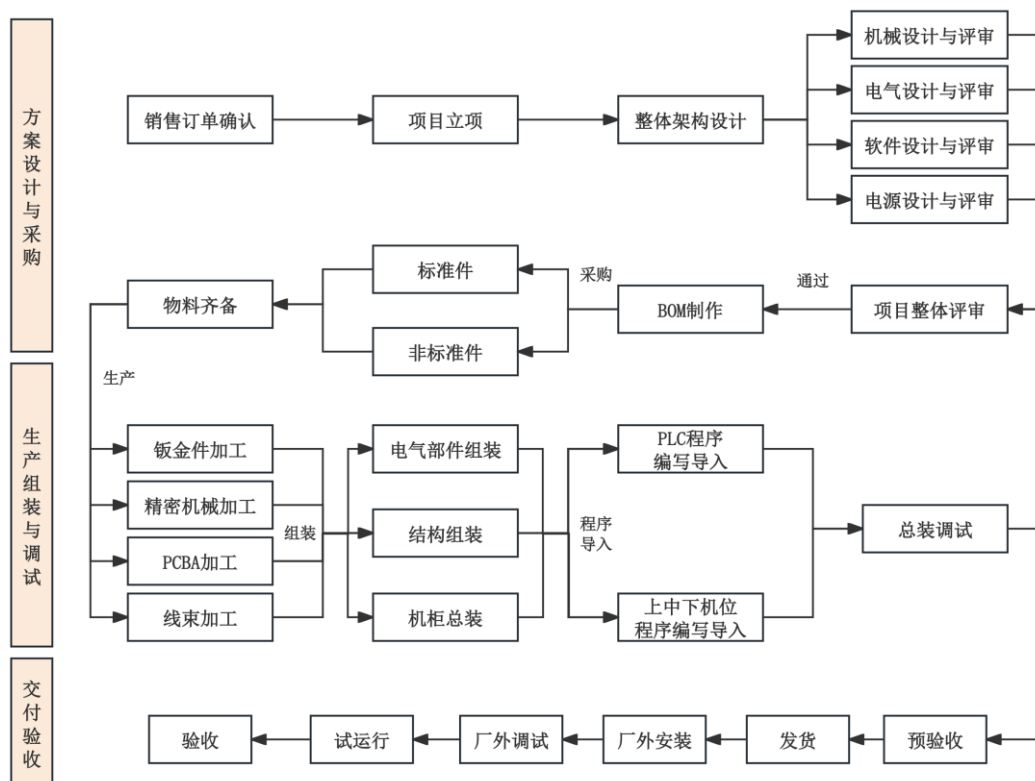 方案设计与采购
机械设计与评审
电气设计与评审
销售订单确认
项目立项
整体架构设计
软件设计与评审
电源设计与评审
标准件
采购
通过
物料齐备
BOM制作
项目整体评审
非标准件
生产
生产组装与调试
钣金件加工
电气部件组装
PLC程序
编写导入
精密机械加工
组装
结构组装
程序
导入
总装调试
PCBA加工
线束加工
机柜总装
上中下机位
程序编写导入
交付验收
验收
试运行
厂外调试
厂外安装
发货
预验收